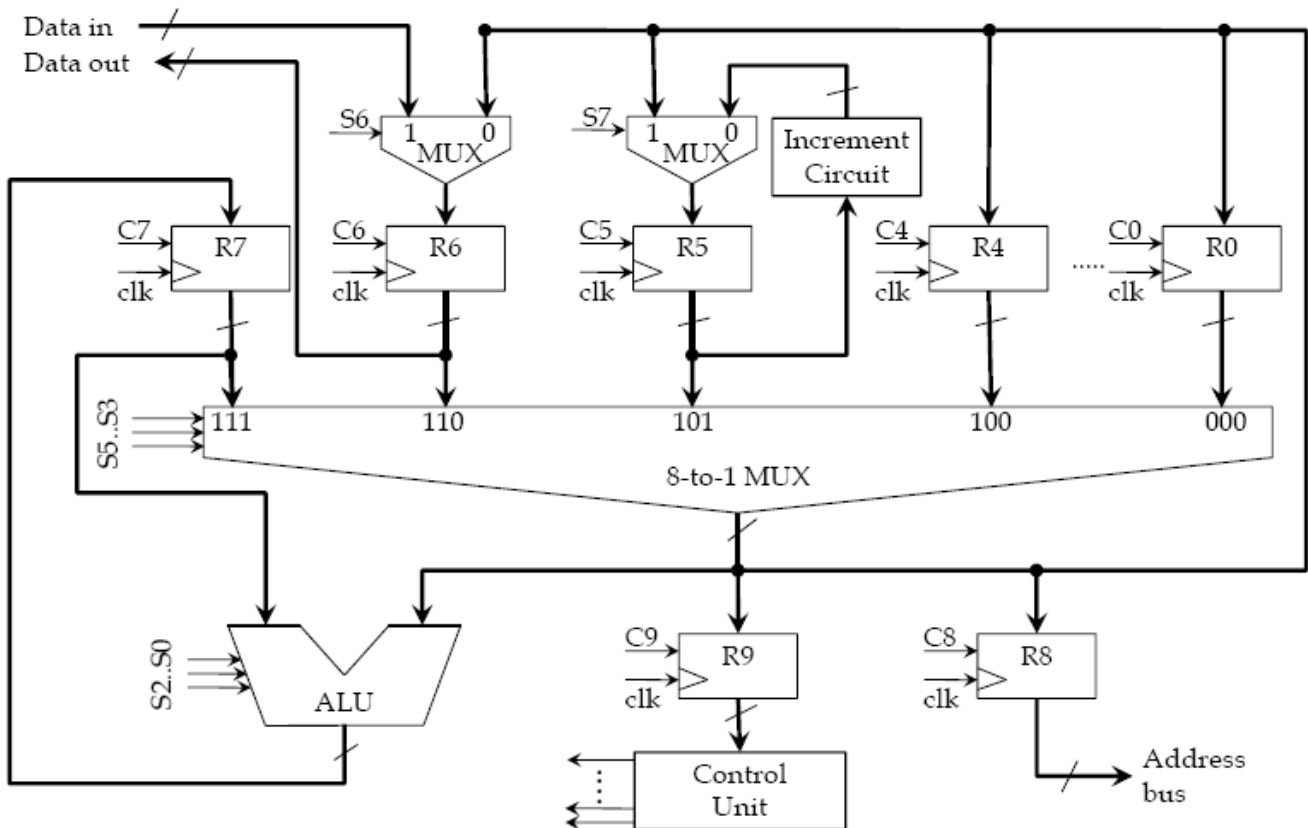 Data in
Data out
S6
1 0
MUX
S7
1 0
MUX
Increment
Circuit
C7
R7
clk
C6
R6
clk
C5
R5
clk
C4
R4
clk
.....
C0
R0
clk
S5..S3
111 110 101 100 000
8-to-1 MUX
S2..S0
ALU
C9
R9
clk
C8
R8
clk
Control
Unit
Address
bus